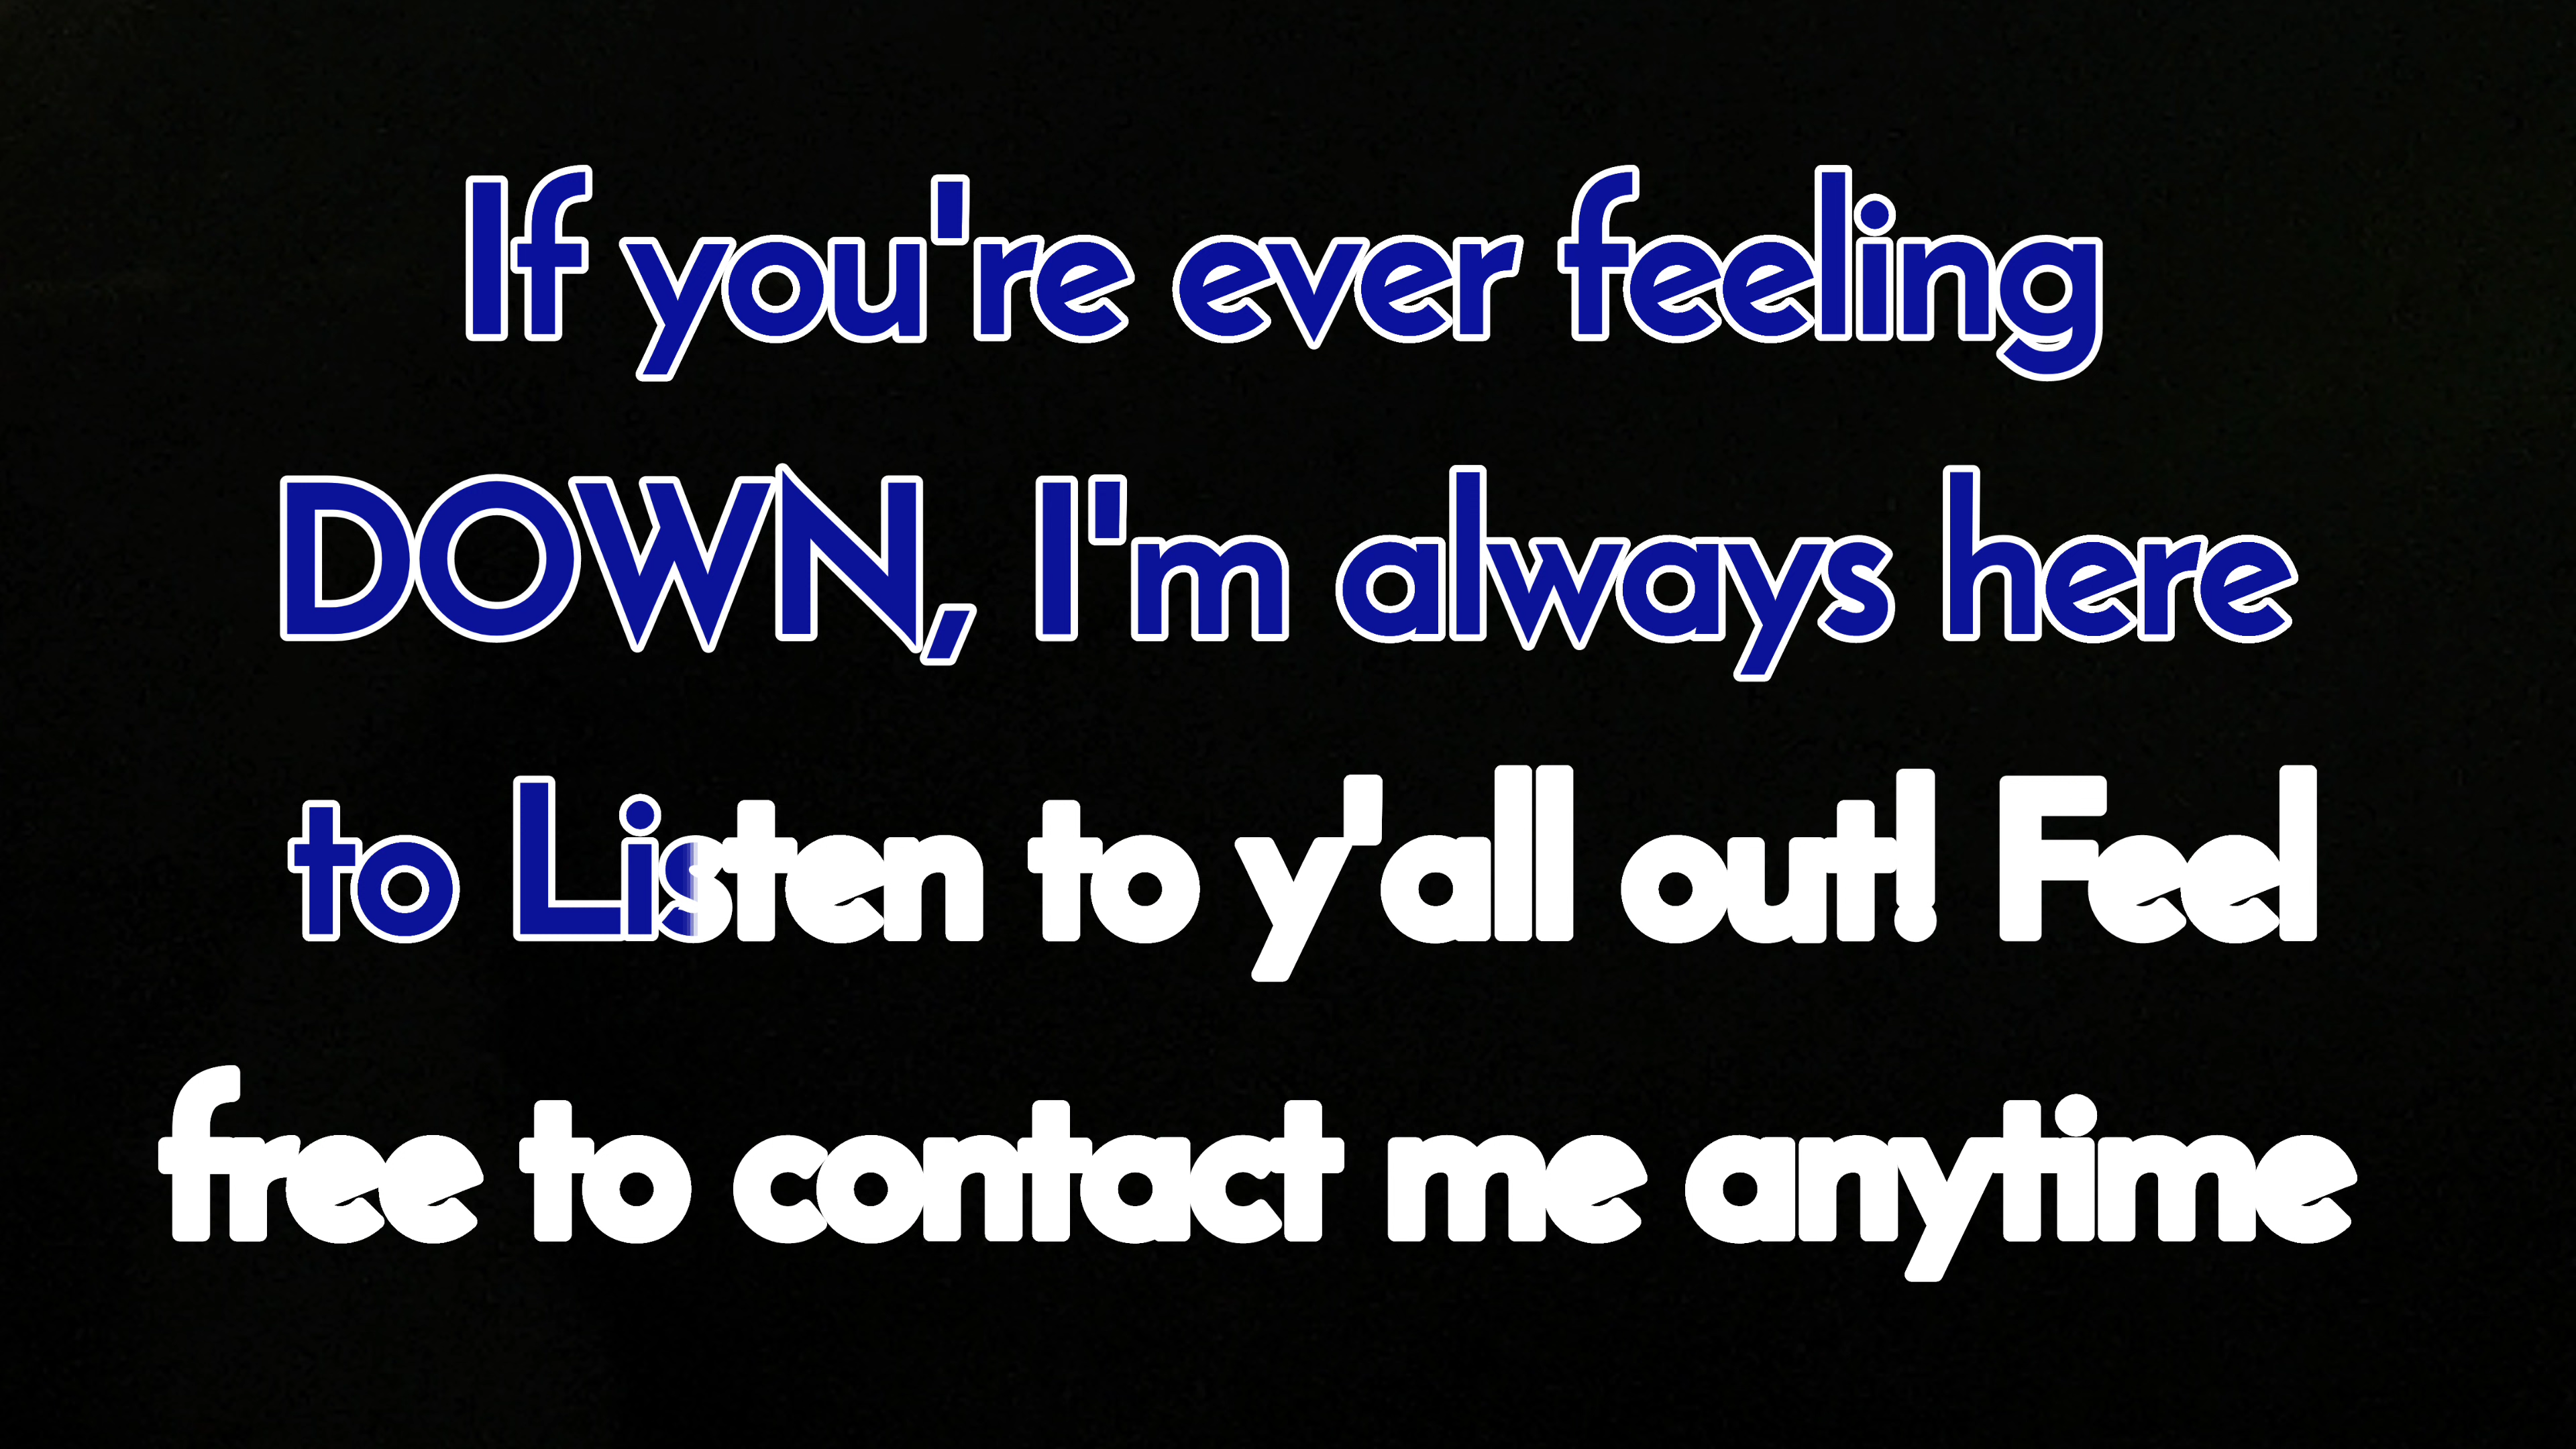 If you're ever feeling
DOWN, I'm always here
to Listen to y'all out! Feel
free to contact me anytime